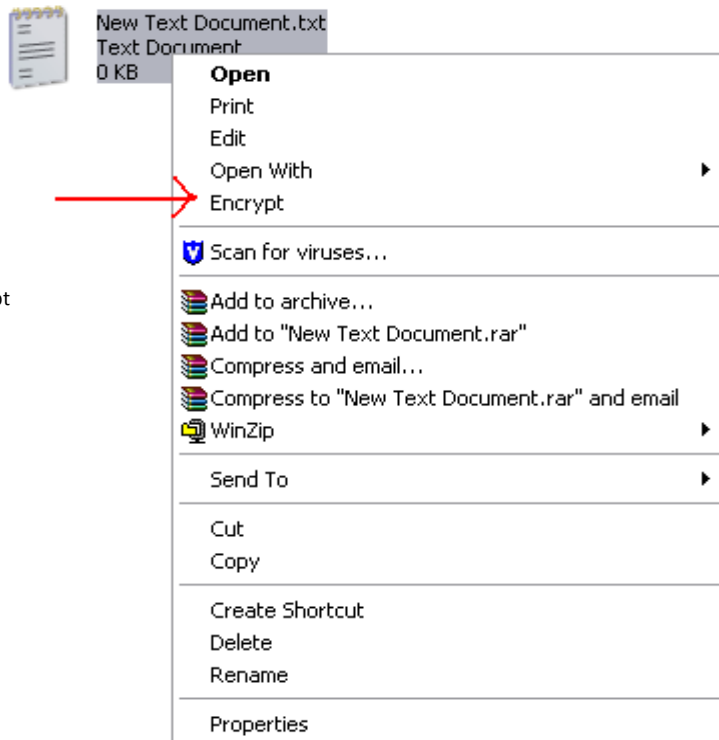 New Text Document.txt
Text Document
0 KB
Open
Print
Edit
Open With
Encrypt
Scan for viruses...
pt
Add to archive...
Add to "New Text Document.rar"
Compress and email...
Compress to "New Text Document.rar" and email
WinZip
Send To
Cut
Copy
Create Shortcut
Delete
Rename
Properties